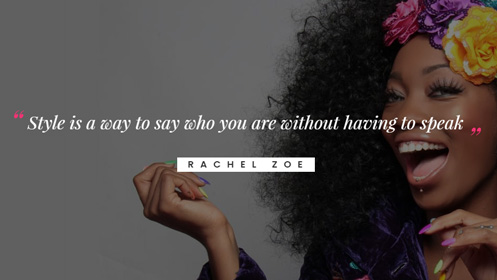 “ Style is a way to say who you are without having to speak ”
RACHEL ZOE